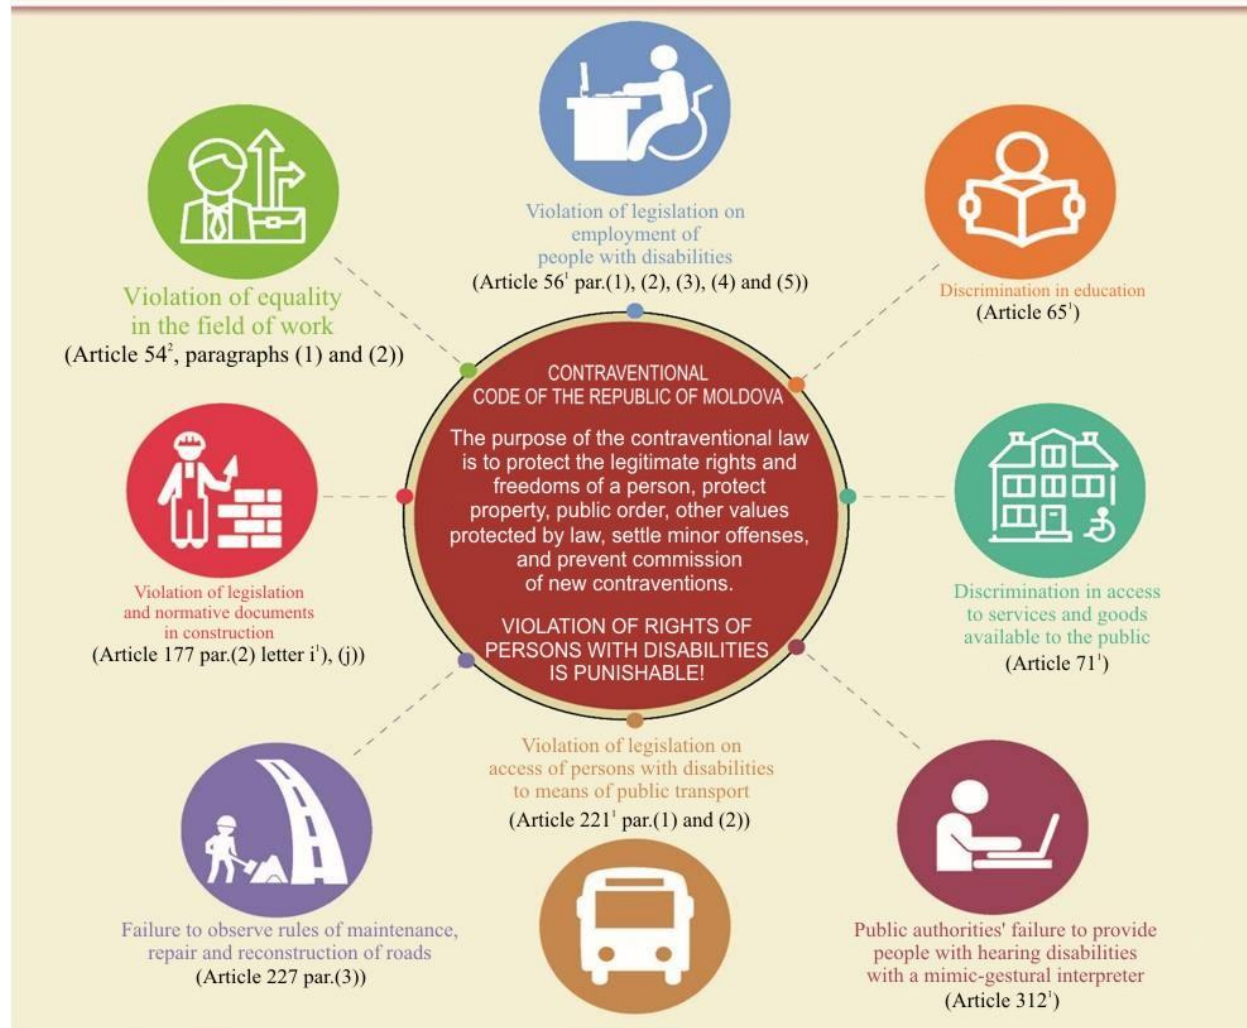 Violation of legislation on
employment of
people with disabilities
(Article 56¹ par.(1), (2), (3), (4) and (5))
Violation of equality
in the field of work
(Article 54², paragraphs (1) and (2))
Discrimination in education
(Article 65¹)
CONTRAVENTIONAL
CODE OF THE REPUBLIC OF MOLDOVA
The purpose of the contraventional law
is to protect the legitimate rights and
freedoms of a person, protect
property, public order, other values
protected by law, settle minor offenses,
and prevent commission
of new contraventions.
VIOLATION OF RIGHTS OF
PERSONS WITH DISABILITIES
IS PUNISHABLE!
Violation of legislation
and normative documents
in construction
(Article 177 par.(2) letter i¹), (j))
Discrimination in access
to services and goods
available to the public
(Article 71¹)
Violation of legislation on
access of persons with disabilities
to means of public transport
(Article 221¹ par.(1) and (2))
Failure to observe rules of maintenance,
repair and reconstruction of roads
(Article 227 par.(3))
Public authorities' failure to provide
people with hearing disabilities
with a mimic-gestural interpreter
(Article 312¹)